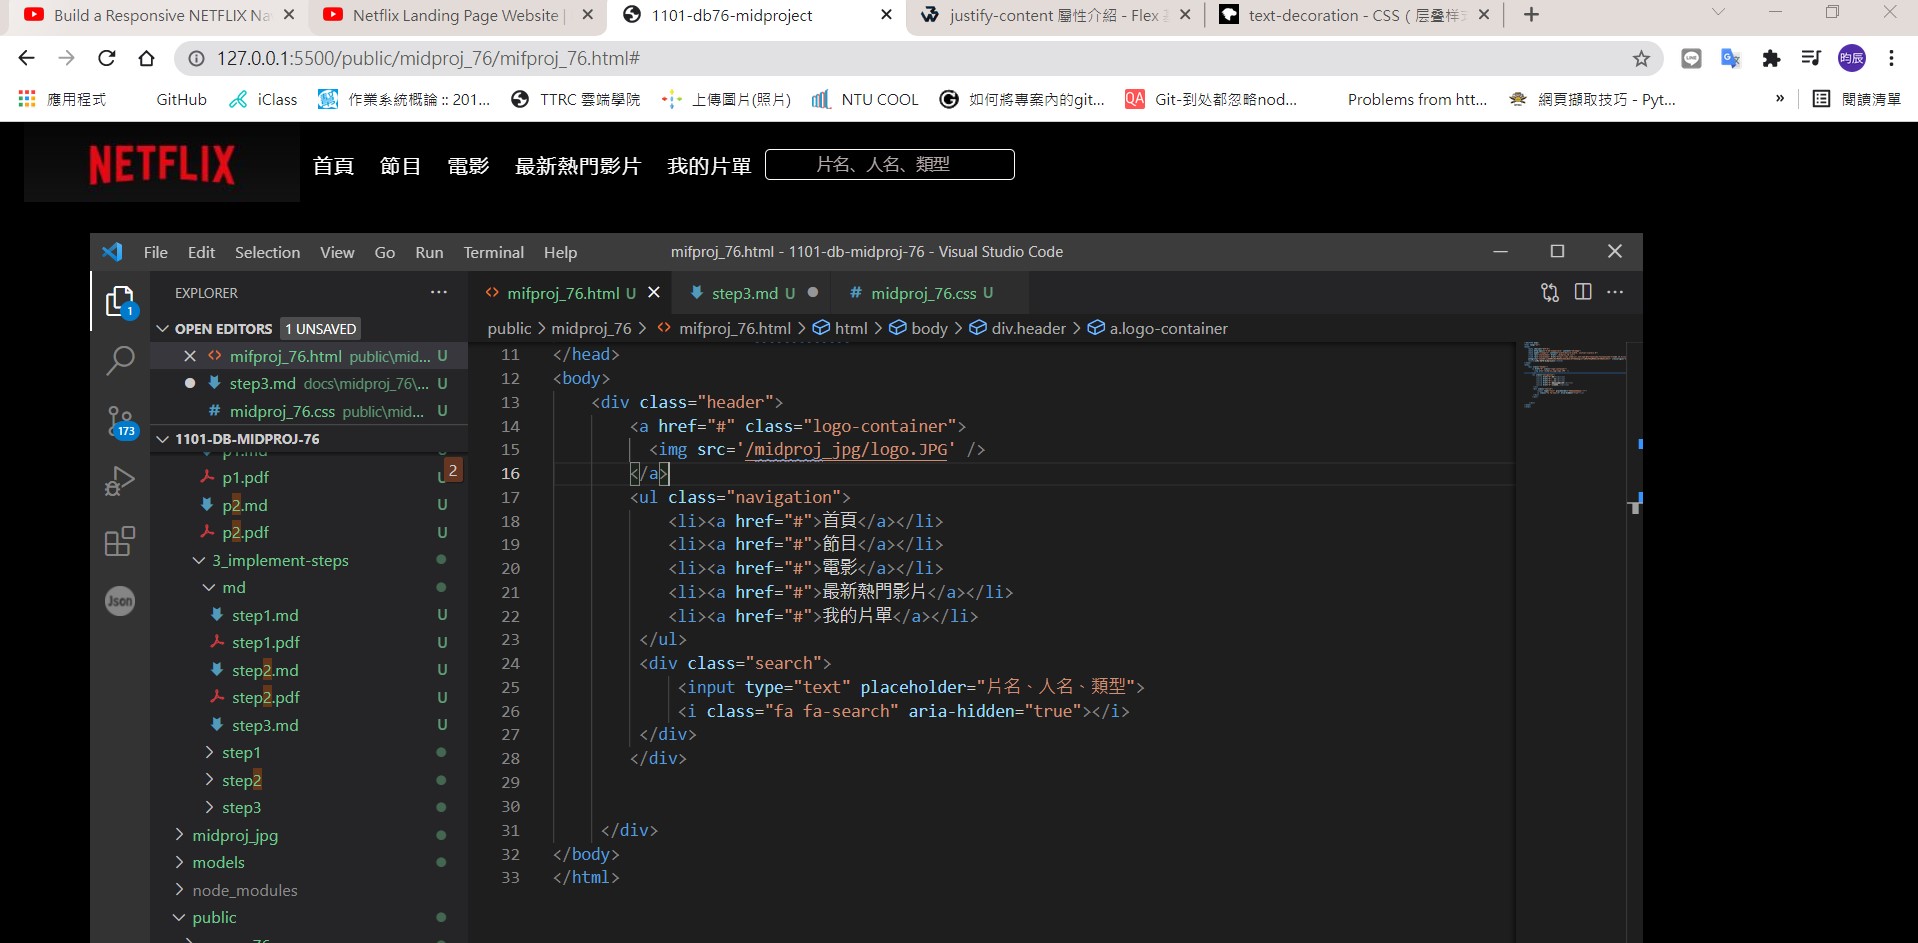 Build a Responsive NETFLIX Na
Netflix Landing Page Website |
1101-db76-midproject
justify-content 屬性介紹 - Flex
text-decoration - CSS（层叠样
127.0.0.1:5500/public/midproj_76/mifproj_76.html#
昀辰
應用程式
GitHub
iClass
作業系統概論 :: 201...
TTRC 雲端學院
上傳圖片(照片)
NTU COOL
如何將專案內的git...
QA
Git-到处都忽略nod...
Problems from htt...
網頁擷取技巧 - Pyt...
»
閱讀清單
NETFLIX
首頁 節目 電影 最新熱門影片 我的片單
片名、人名、類型
File Edit Selection View Go Run Terminal Help
mifproj_76.html - 1101-db-midproj-76 - Visual Studio Code
1
173
Json
EXPLORER
OPEN EDITORS 1 UNSAVED
mifproj_76.html public\mid... U
step3.md docs\midproj_76\... U
# midproj_76.css public\mid... U
1101-DB-MIDPROJ-76
p1.md
p1.pdf U
2
p2.md U
p2.pdf U
3_implement-steps
md
step1.md U
step1.pdf U
step2.md U
step2.pdf U
step3.md U
step1
step2
step3
midproj_jpg
models
node_modules
public
<> mifproj_76.html U
step3.md U
# midproj_76.css U
public > midproj_76 > <> mifproj_76.html > html > body > div.header > a.logo-container
11 </head>
12 <body>
13 <div class="header">
14 <a href="#" class="logo-container">
15 <img src='/midproj_jpg/logo.JPG' />
16 </a>
17 <ul class="navigation">
18 <li><a href="#">首頁</a></li>
19 <li><a href="#">節目</a></li>
20 <li><a href="#">電影</a></li>
21 <li><a href="#">最新熱門影片</a></li>
22 <li><a href="#">我的片單</a></li>
23 </ul>
24 <div class="search">
25 <input type="text" placeholder="片名、人名、類型">
26 <i class="fa fa-search" aria-hidden="true"></i>
27 </div>
28 </div>
29
30
31 </div>
32 </body>
33 </html>